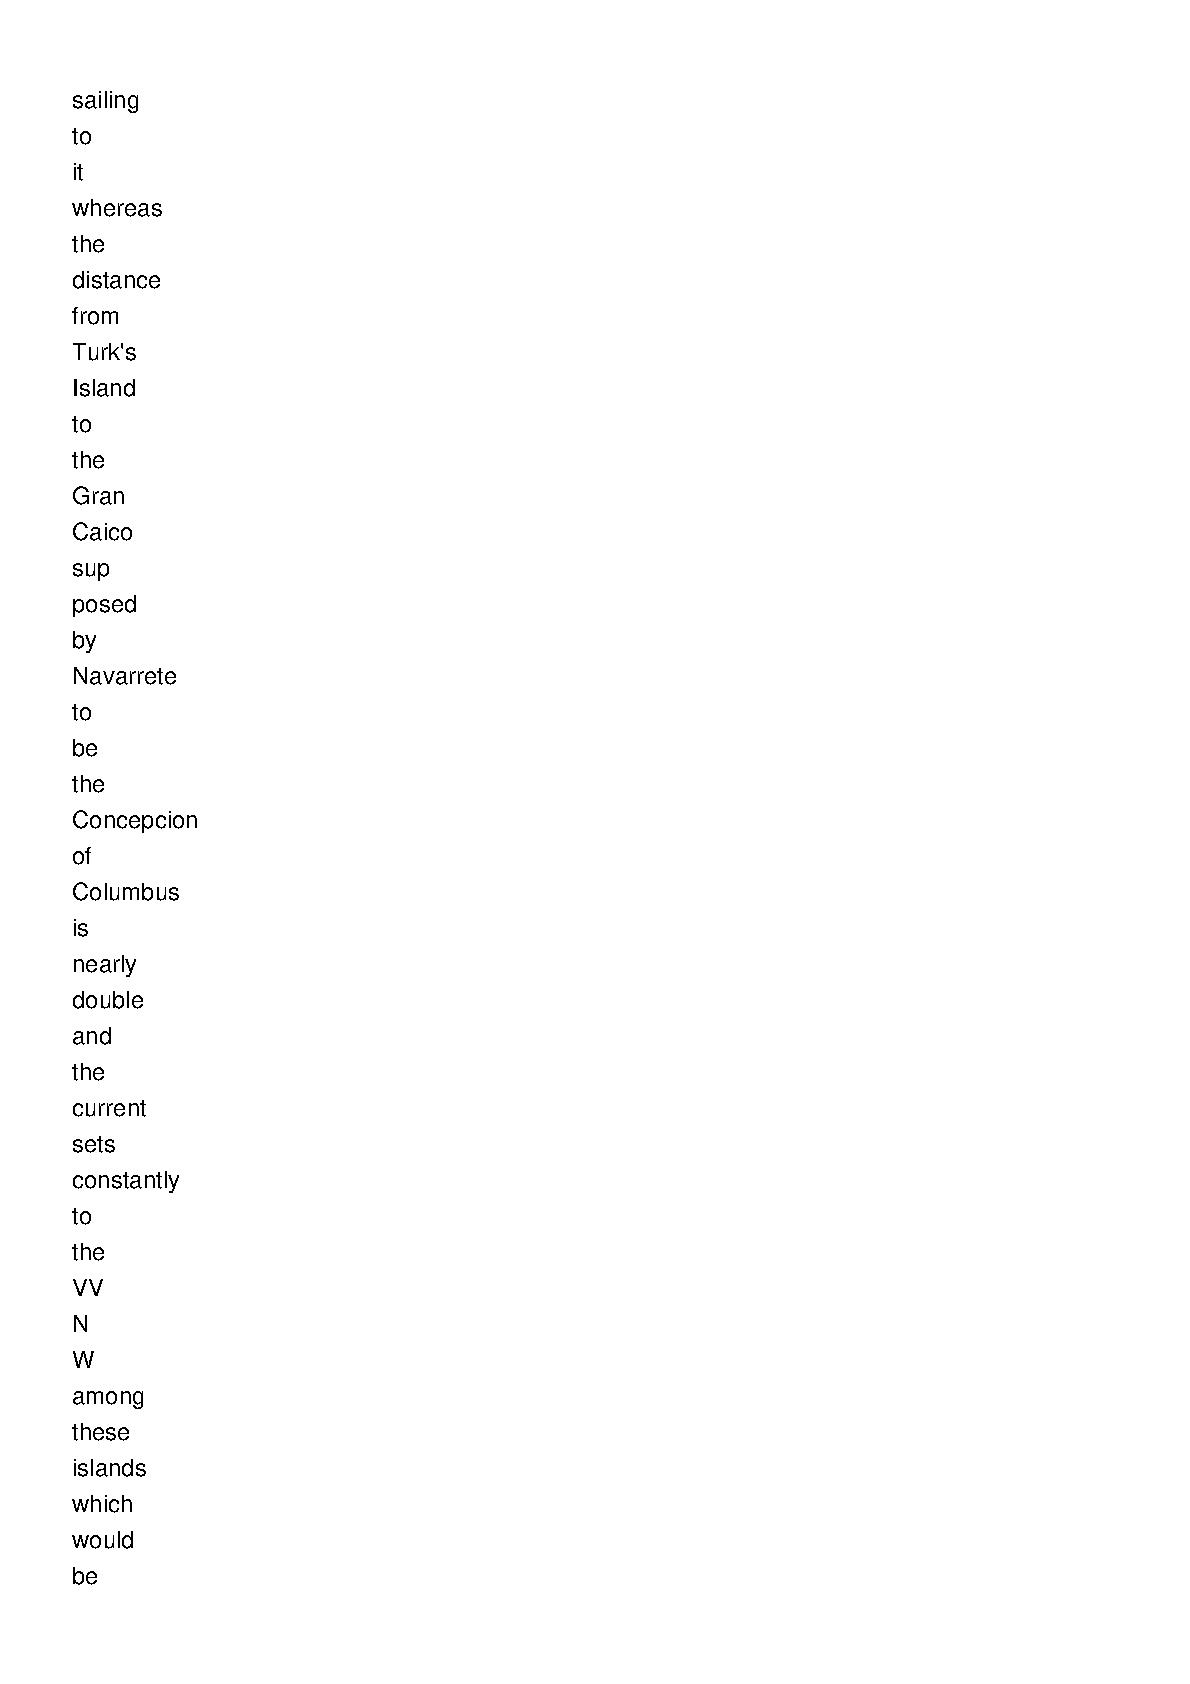 sailing
to
it
whereas
the
distance
from
Turk's
Island
to
the
Gran
Caico
sup
posed
by
Navarrete
to
be
the
Concepcion
of
Columbus
is
nearly
double
and
the
current
sets
constantly
to
the
VV
N
W
among
these
islands
which
would
be